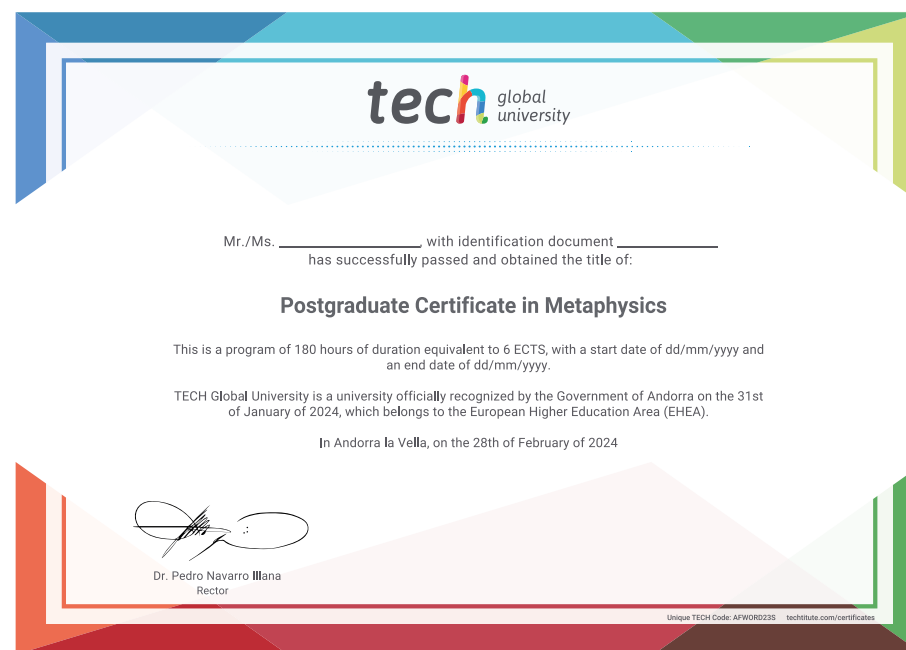 tech global university
Mr./Ms. ____________, with identification document ____________
has successfully passed and obtained the title of:
Postgraduate Certificate in Metaphysics
This is a program of 180 hours of duration equivalent to 6 ECTS, with a start date of dd/mm/yyyy and
an end date of dd/mm/yyyy.
TECH Global University is a university officially recognized by the Government of Andorra on the 31st
of January of 2024, which belongs to the European Higher Education Area (EHEA).
In Andorra la Vella, on the 28th of February of 2024
Dr. Pedro Navarro Illana
Rector
Unique TECH Code: AFWORD23S techtitute.com/certificates